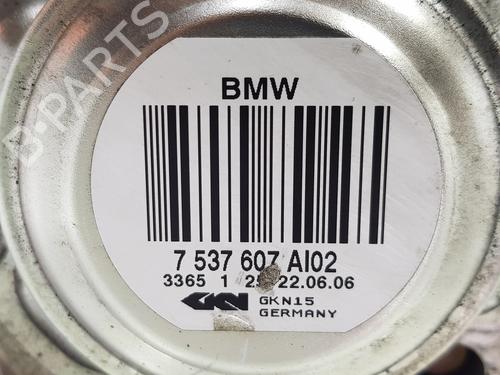 B-PARTS
BMW
7 537 607 AI02
3365 1 22.06.06
GKN GKN15
GERMANY